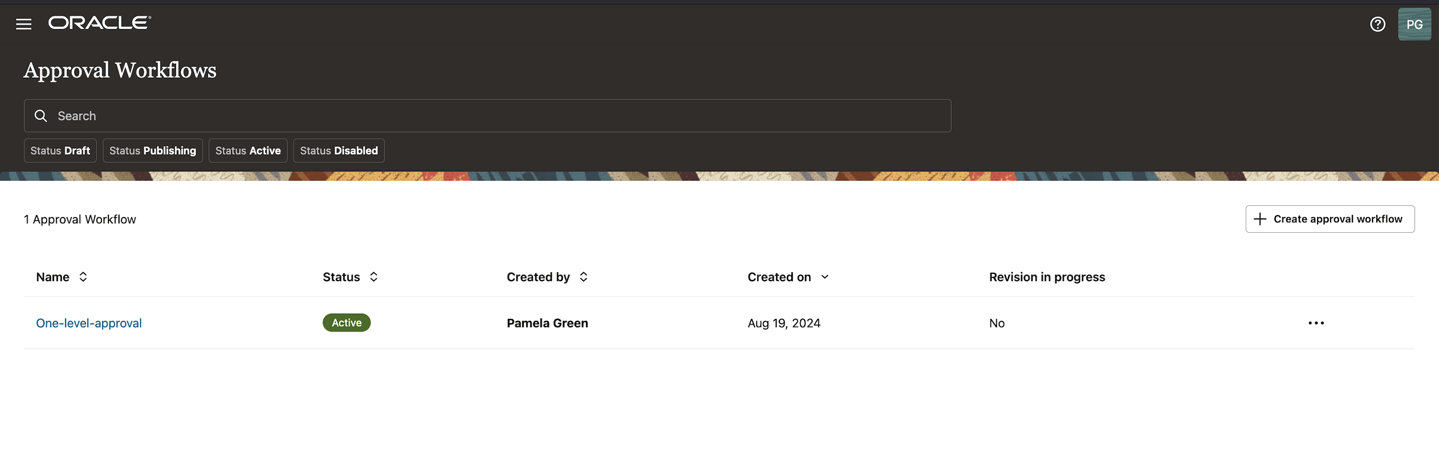 ORACLE
PG
Approval Workflows
Search
Status Draft Status Publishing Status Active Status Disabled
1 Approval Workflow
Create approval workflow
Name Status Created by Created on Revision in progress
One-level-approval Active Pamela Green Aug 19, 2024 No